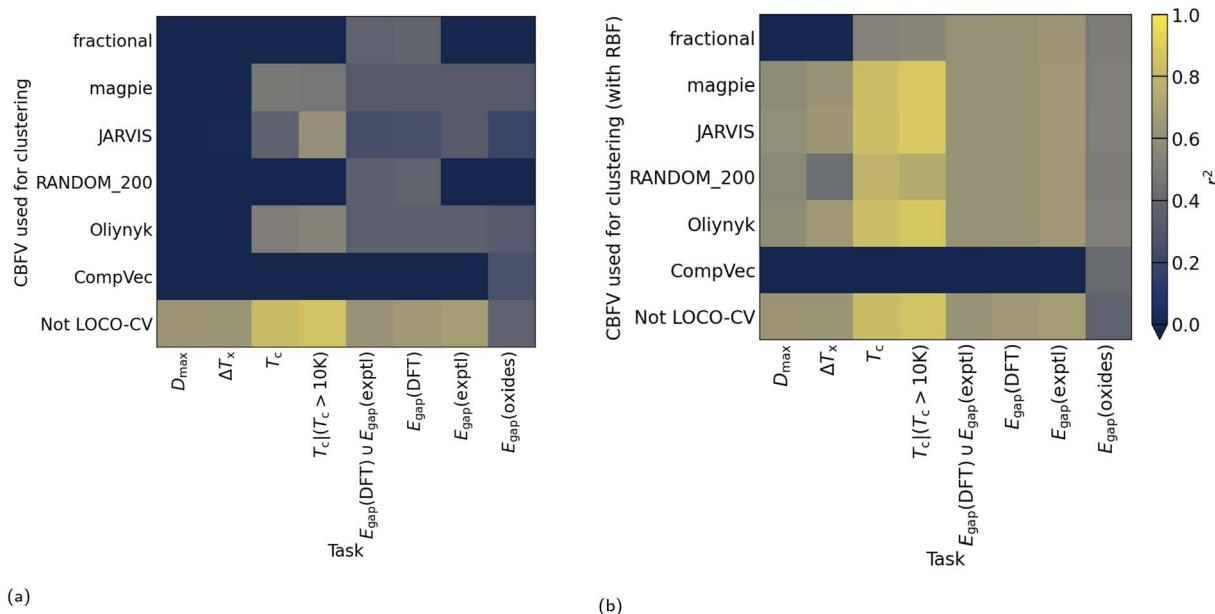 CBFV used for clustering
fractional
magpie
JARVIS
RANDOM_200
Oliynyk
CompVec
Not LOCO-CV
D_max
ΔT_x
T_c
T_c|(T_c > 10K)
E_gap(DFT) ∪ E_gap(exptl)
E_gap(DFT)
E_gap(exptl)
E_gap(oxides)
Task
(a)
CBFV used for clustering (with RBF)
fractional
magpie
JARVIS
RANDOM_200
Oliynyk
CompVec
Not LOCO-CV
D_max
ΔT_x
T_c
T_c|(T_c > 10K)
E_gap(DFT) ∪ E_gap(exptl)
E_gap(DFT)
E_gap(exptl)
E_gap(oxides)
Task
(b)
1.0
0.8
0.6
0.4
0.2
0.0
r²